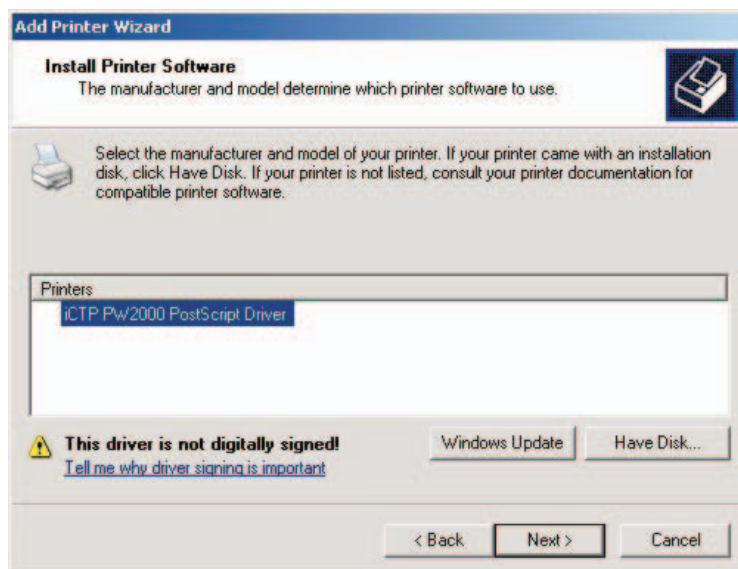 Add Printer Wizard
Install Printer Software
The manufacturer and model determine which printer software to use.
Select the manufacturer and model of your printer. If your printer came with an installation
disk, click Have Disk. If your printer is not listed, consult your printer documentation for
compatible printer software.
Printers
iCTP PW2000 PostScript Driver
This driver is not digitally signed!
Tell me why driver signing is important
Windows Update
Have Disk...
< Back
Next >
Cancel